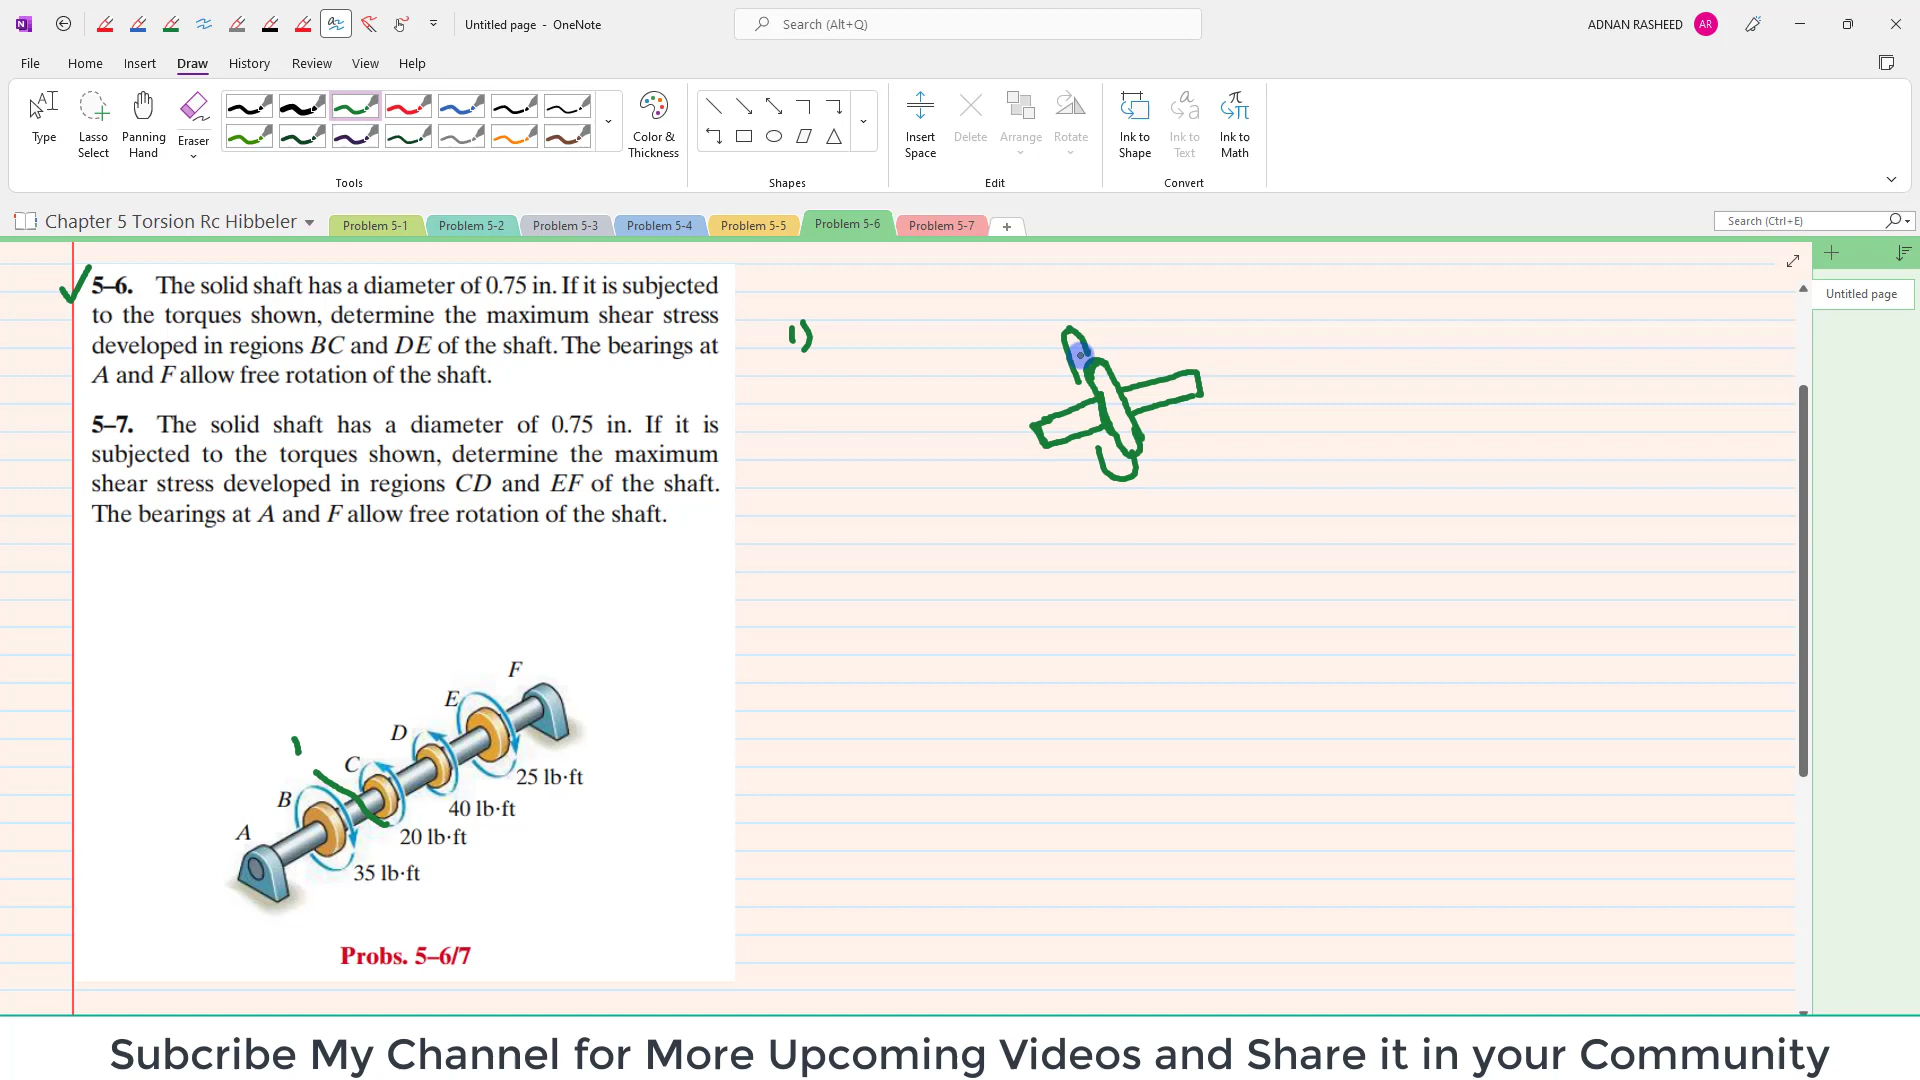 Untitled page - OneNote
Search (Alt+Q)
ADNAN RASHEED
AR
File Home Insert Draw History Review View Help
Type
Lasso Select
Panning Hand
Eraser
Color & Thickness
Insert Space
Delete
Arrange
Rotate
Ink to Shape
Ink to Text
Ink to Math
Tools
Shapes
Edit
Convert
Chapter 5 Torsion Rc Hibbeler
Problem 5-1
Problem 5-2
Problem 5-3
Problem 5-4
Problem 5-5
Problem 5-6
Problem 5-7
Search (Ctrl+E)
Untitled page
5–6. The solid shaft has a diameter of 0.75 in. If it is subjected
to the torques shown, determine the maximum shear stress
developed in regions BC and DE of the shaft. The bearings at
A and F allow free rotation of the shaft.
5–7. The solid shaft has a diameter of 0.75 in. If it is
subjected to the torques shown, determine the maximum
shear stress developed in regions CD and EF of the shaft.
The bearings at A and F allow free rotation of the shaft.
1)
F
E
D
C
B
A
25 lb·ft
40 lb·ft
20 lb·ft
35 lb·ft
Probs. 5–6/7
Subcribe My Channel for More Upcoming Videos and Share it in your Community